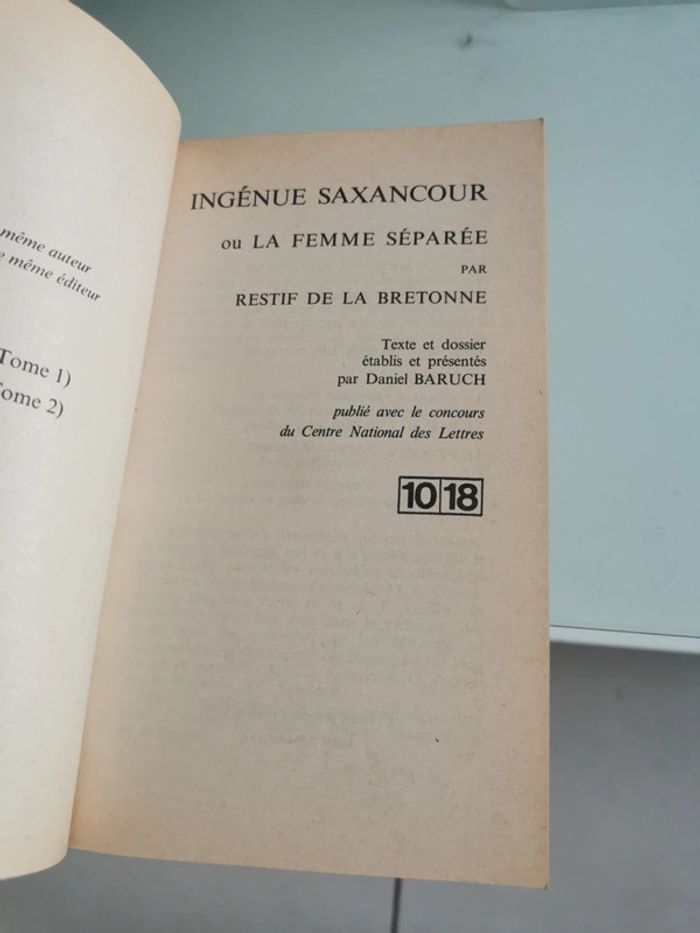 même auteur
même éditeur
Tome 1)
Tome 2)
INGÉNUE SAXANCOUR
ou LA FEMME SÉPARÉE
PAR
RESTIF DE LA BRETONNE
Texte et dossier
établis et présentés
par Daniel BARUCH
publié avec le concours
du Centre National des Lettres
10|18